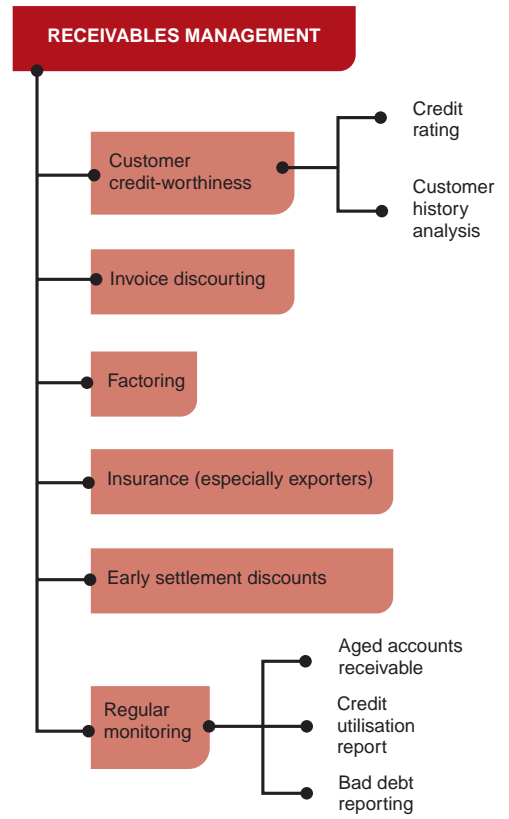 RECEIVABLES MANAGEMENT
Customer
credit-worthiness
Credit
rating
Customer
history
analysis
Invoice discourting
Factoring
Insurance (especially exporters)
Early settlement discounts
Regular
monitoring
Aged accounts
receivable
Credit
utilisation
report
Bad debt
reporting